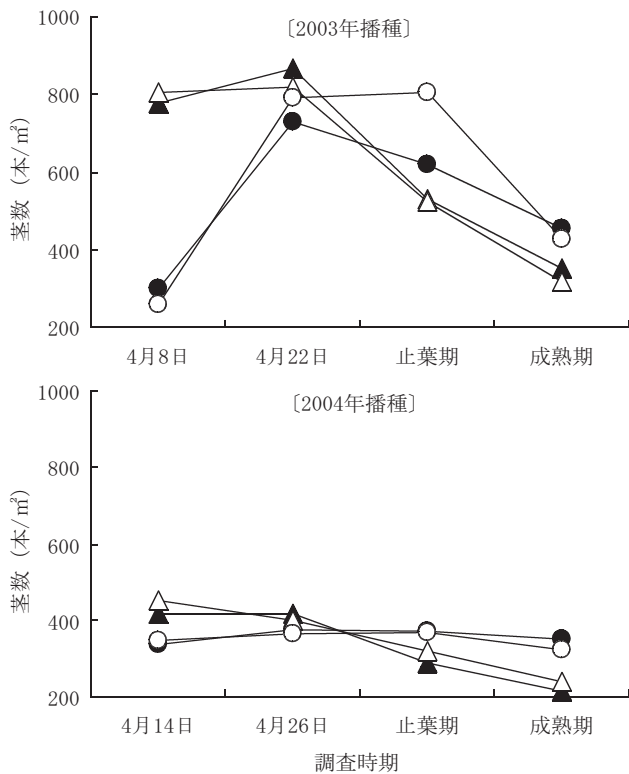 〔2003年播種〕
1000
800
600
400
200
茎数（本/㎡）
4月8日 4月22日 止葉期 成熟期
〔2004年播種〕
1000
800
600
400
200
茎数（本/㎡）
4月14日 4月26日 止葉期 成熟期
調査時期